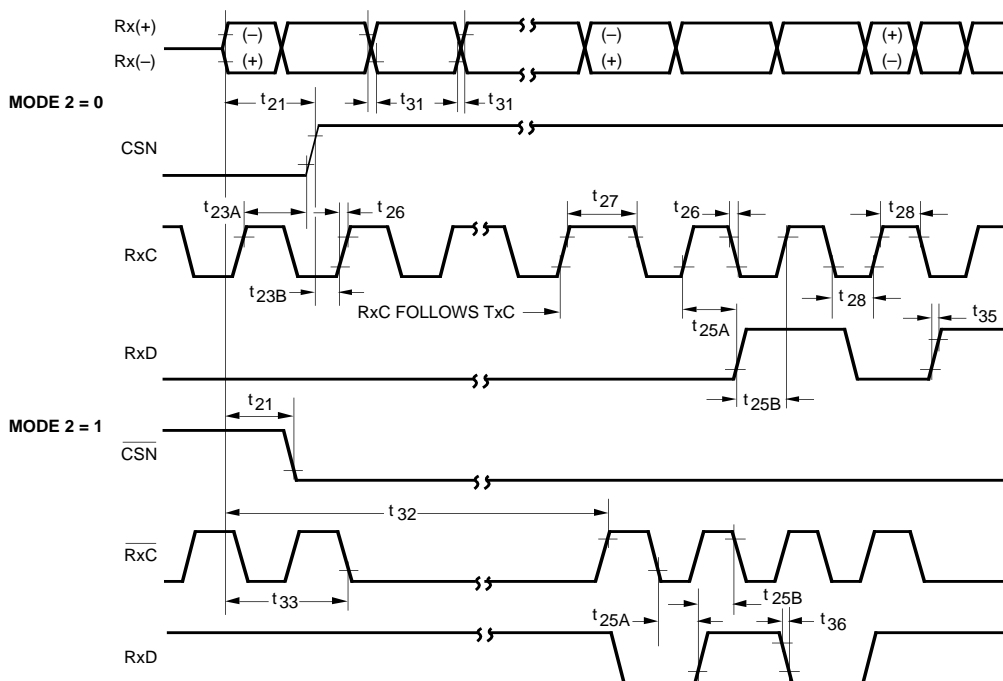 Rx(+)
(–)
(–)
(+)
Rx(–)
(+)
(+)
(–)
MODE 2 = 0
t21
t31
t31
CSN
t23A
t26
t27
t26
t28
RxC
t23B
RxC FOLLOWS TxC
t28
t25A
t35
RxD
t25B
t21
MODE 2 = 1
CSN
t32
RxC
t33
t25B
t25A
t36
RxD